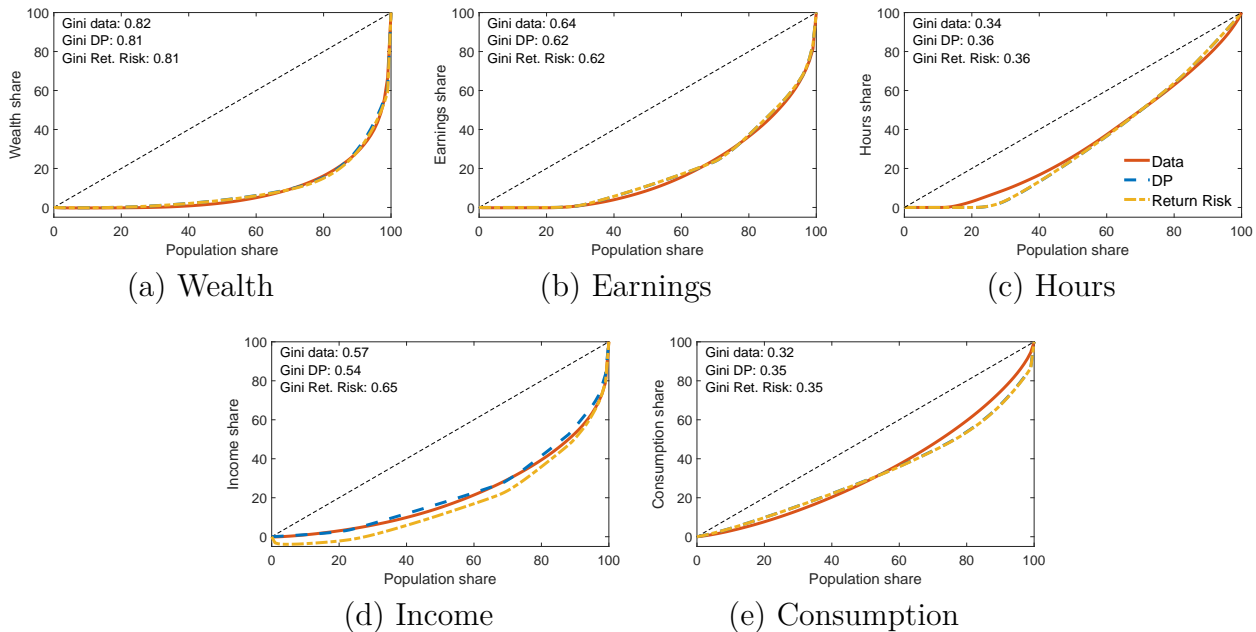 Gini data: 0.82
Gini DP: 0.81
Gini Ret. Risk: 0.81
Wealth share
100
80
60
40
20
0
0 20 40 60 80 100
Population share
(a) Wealth
Gini data: 0.64
Gini DP: 0.62
Gini Ret. Risk: 0.62
Earnings share
100
80
60
40
20
0
0 20 40 60 80 100
Population share
(b) Earnings
Gini data: 0.34
Gini DP: 0.36
Gini Ret. Risk: 0.36
Hours share
100
80
60
40
20
0
0 20 40 60 80 100
Population share
Data
DP
Return Risk
(c) Hours
Gini data: 0.57
Gini DP: 0.54
Gini Ret. Risk: 0.65
Income share
100
80
60
40
20
0
0 20 40 60 80 100
Population share
(d) Income
Gini data: 0.32
Gini DP: 0.35
Gini Ret. Risk: 0.35
Consumption share
100
80
60
40
20
0
0 20 40 60 80 100
Population share
(e) Consumption